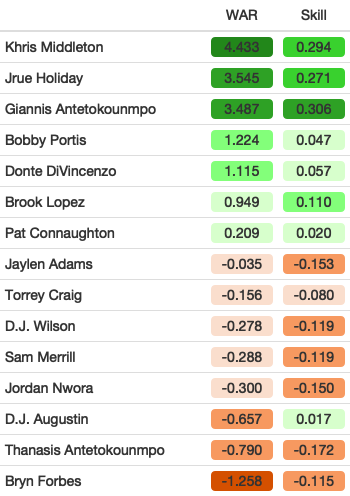 WAR Skill
Khris Middleton 4.433 0.294
Jrue Holiday 3.545 0.271
Giannis Antetokounmpo 3.487 0.306
Bobby Portis 1.224 0.047
Donte DiVincenzo 1.115 0.057
Brook Lopez 0.949 0.110
Pat Connaughton 0.209 0.020
Jaylen Adams -0.035 -0.153
Torrey Craig -0.156 -0.080
D.J. Wilson -0.278 -0.119
Sam Merrill -0.288 -0.119
Jordan Nwora -0.300 -0.150
D.J. Augustin -0.657 0.017
Thanasis Antetokounmpo -0.790 -0.172
Bryn Forbes -1.258 -0.115